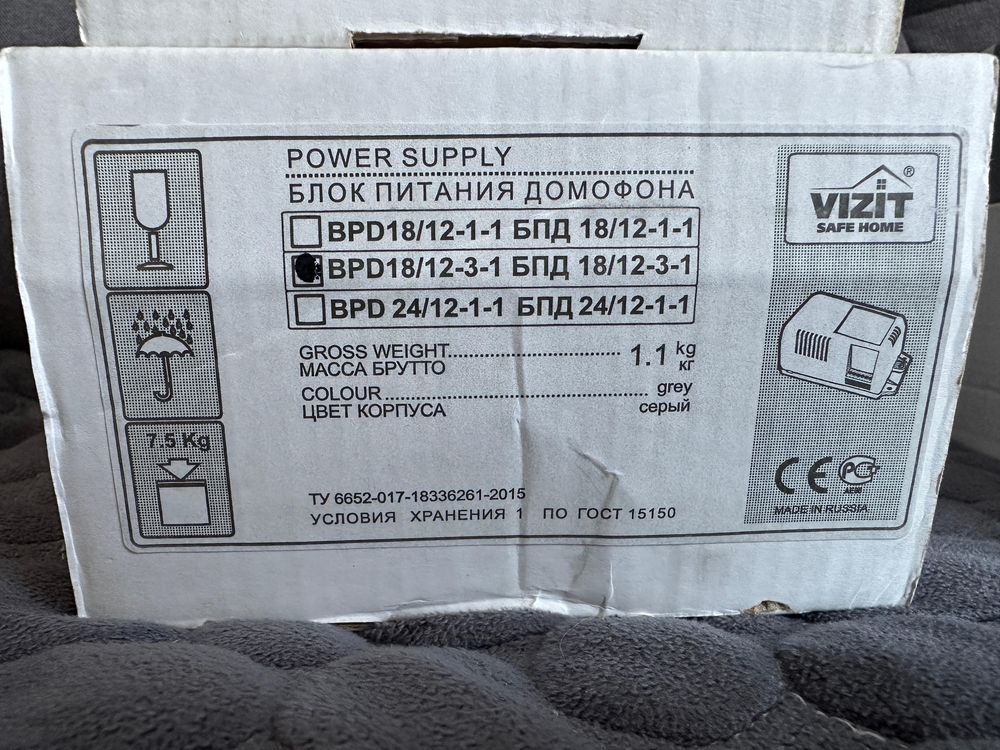 POWER SUPPLY
БЛОК ПИТАНИЯ ДОМОФОНА
BPD18/12-1-1 БПД 18/12-1-1
BPD18/12-3-1 БПД 18/12-3-1
BPD 24/12-1-1 БПД 24/12-1-1
GROSS WEIGHT.......................... 1.1 kg
МАССА БРУТТО кг
COLOUR....................................... grey
ЦВЕТ КОРПУСА серый
ТУ 6652-017-18336261-2015
УСЛОВИЯ ХРАНЕНИЯ 1 ПО ГОСТ 15150
7.5 Kg
VIZIT®
SAFE HOME
CE РСТ
MADE IN RUSSIA